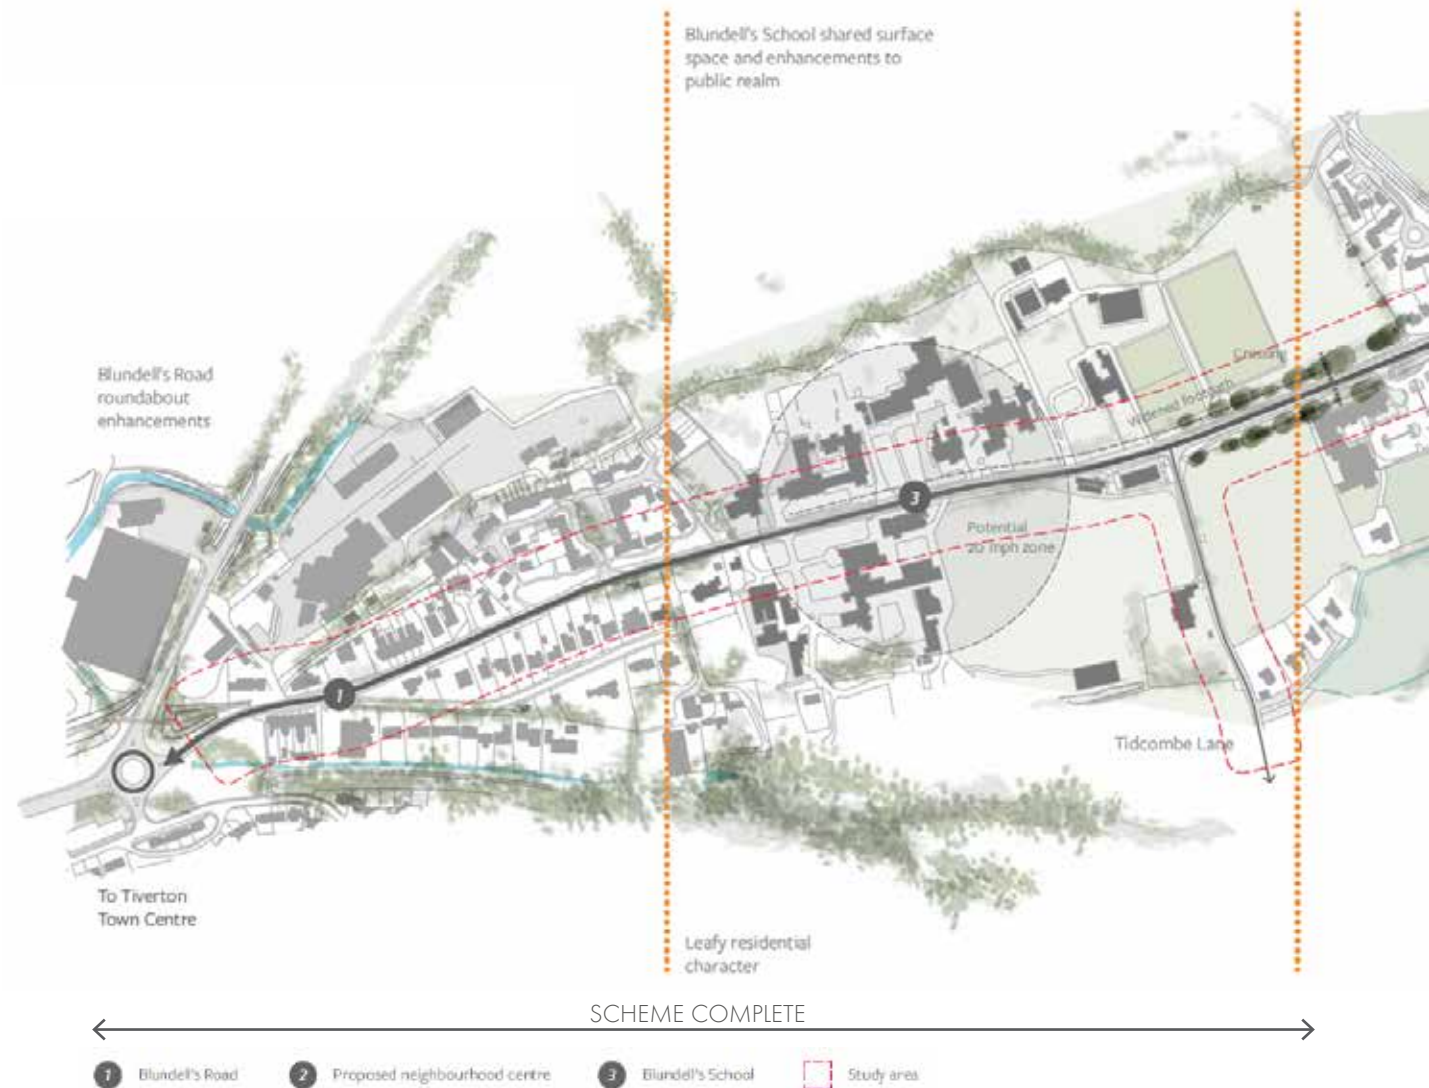 Blundell's School shared surface
space and enhancements to
public realm
Blundell's Road
roundabout
enhancements
Crossing
Widened footpath
3
Potential
20 mph zone
1
Tidcombe Lane
To Tiverton
Town Centre
Leafy residential
character
SCHEME COMPLETE
1 Blundell's Road
2 Proposed neighbourhood centre
3 Blundell's School
Study area